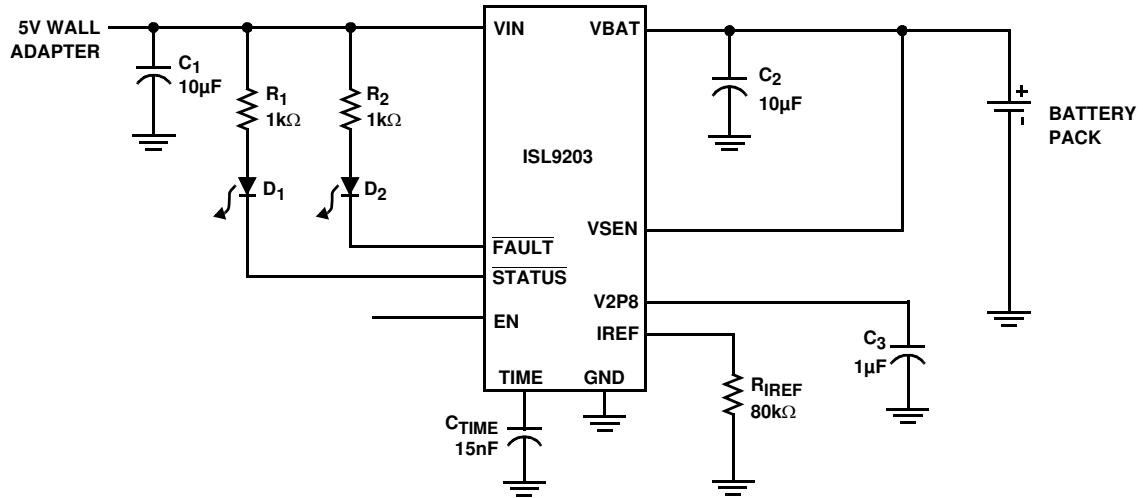 5V WALL
ADAPTER
C1
10µF
R1
1kΩ
R2
1kΩ
D1
D2
VIN
VBAT
ISL9203
FAULT
STATUS
EN
TIME
GND
VSEN
V2P8
IREF
C2
10µF
+
-
BATTERY
PACK
C3
1µF
RIREF
80kΩ
CTIME
15nF